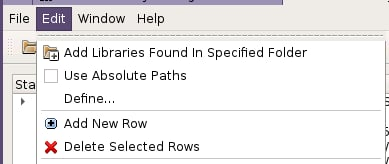 File Edit Window Help
Add Libraries Found In Specified Folder
Use Absolute Paths
Define...
Sta
Add New Row
Delete Selected Rows